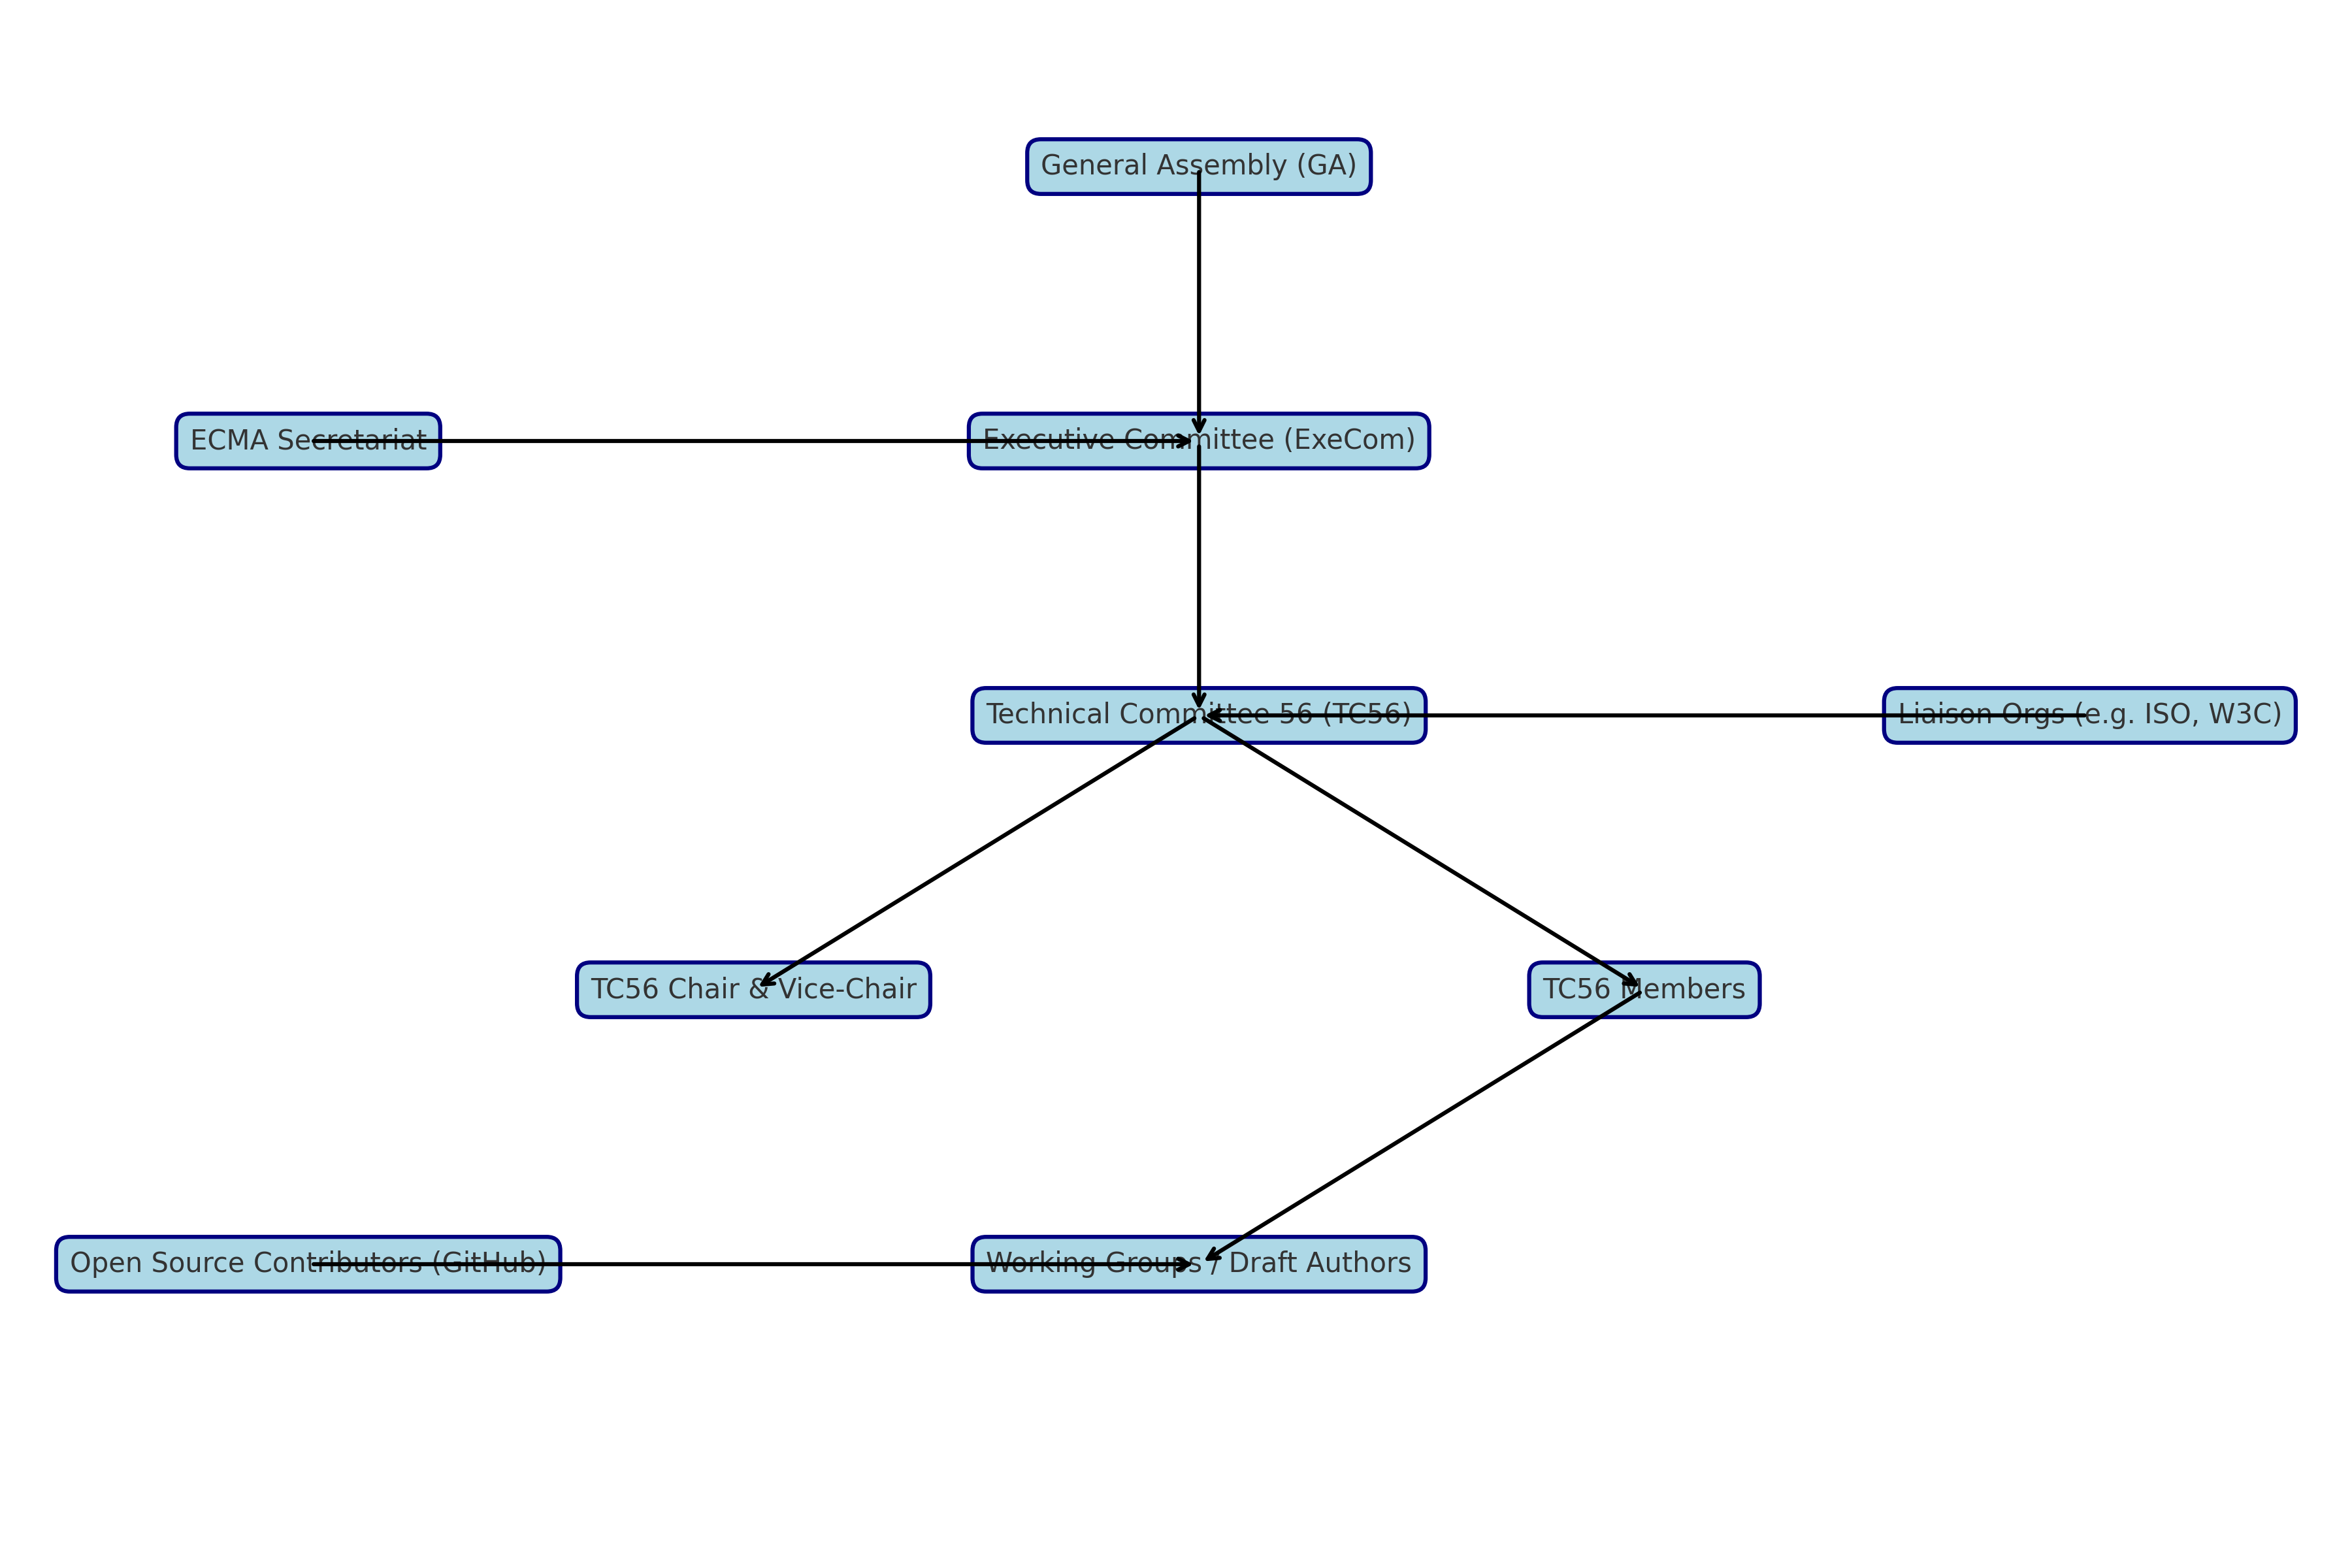 General Assembly (GA)
ECMA Secretariat
Executive Committee (ExeCom)
Technical Committee 56 (TC56)
Liaison Orgs (e.g. ISO, W3C)
TC56 Chair & Vice-Chair
TC56 Members
Open Source Contributors (GitHub)
Working Groups / Draft Authors